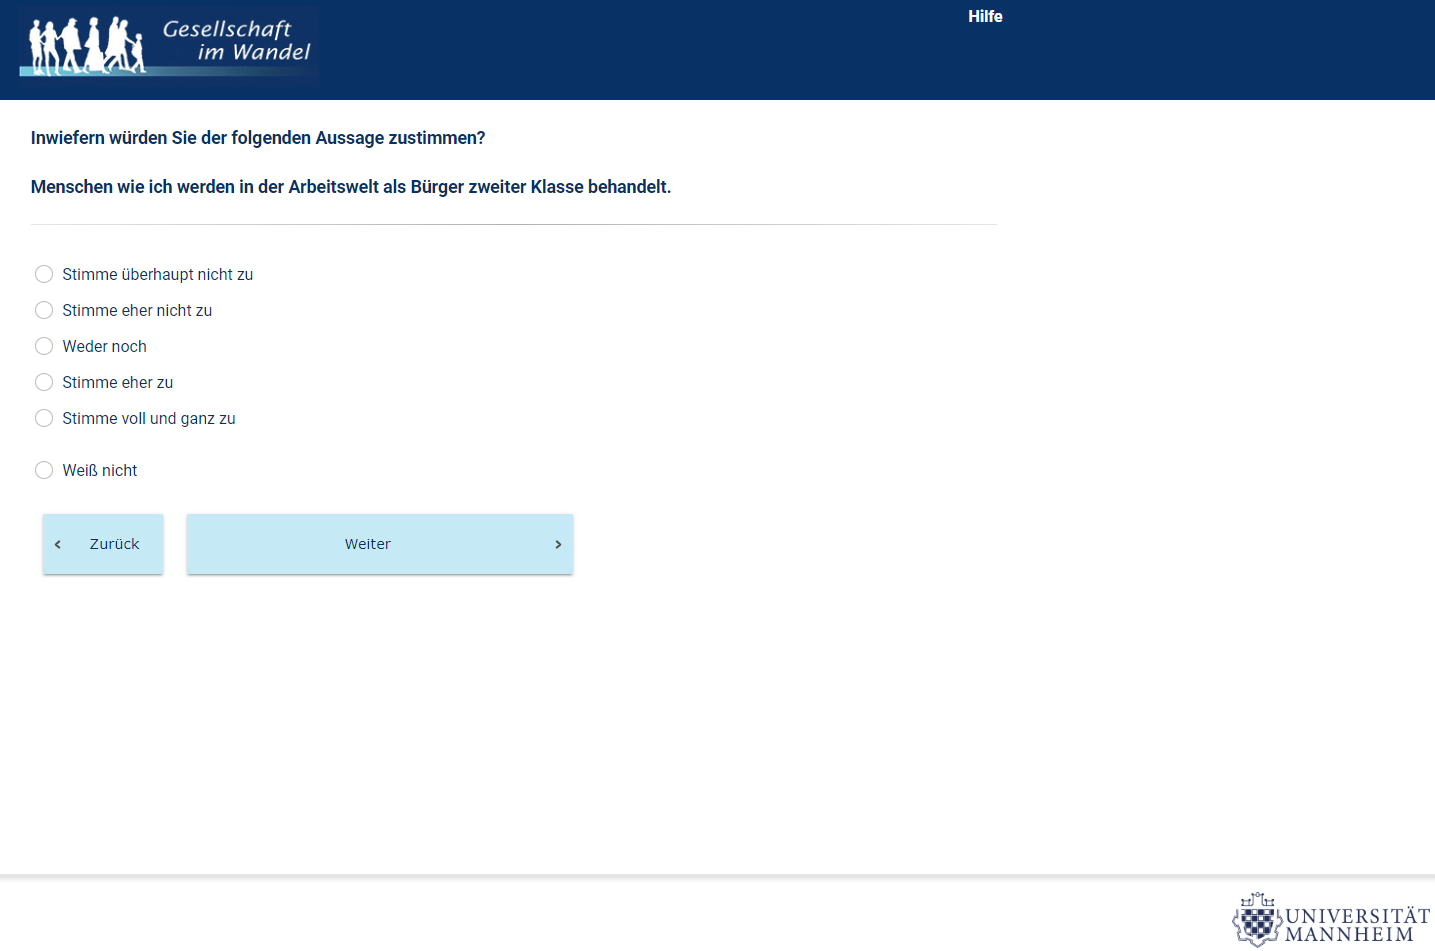 Gesellschaft
im Wandel
Hilfe
Inwiefern würden Sie der folgenden Aussage zustimmen?
Menschen wie ich werden in der Arbeitswelt als Bürger zweiter Klasse behandelt.
Stimme überhaupt nicht zu
Stimme eher nicht zu
Weder noch
Stimme eher zu
Stimme voll und ganz zu
Weiß nicht
‹ Zurück
Weiter ›
UNIVERSITÄT
MANNHEIM